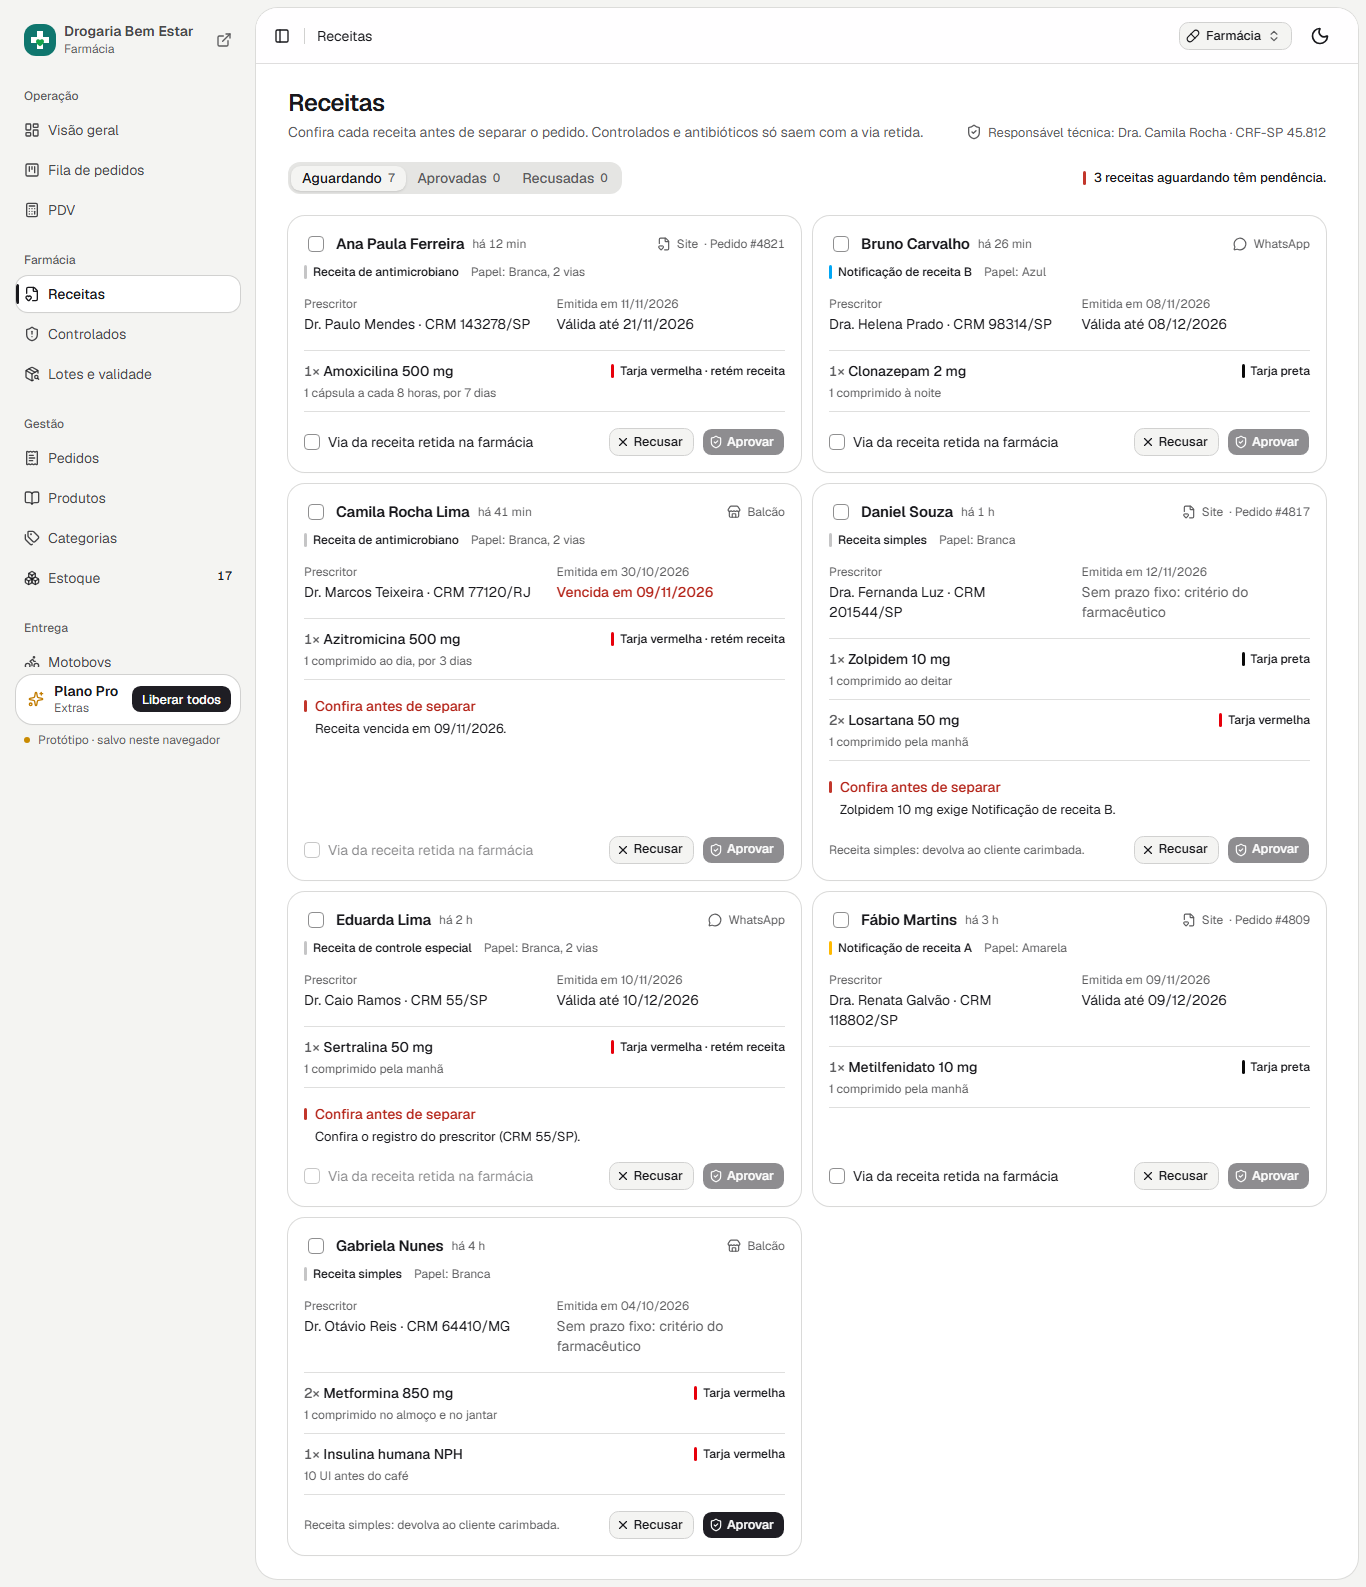 Drogaria Bem Estar
Farmácia
Operação
Visão geral
Fila de pedidos
PDV
Farmácia
Receitas
Controlados
Lotes e validade
Gestão
Pedidos
Produtos
Categorias
Estoque 17
Entrega
Motoboys
Plano Pro
Extras
Liberar todos
Protótipo · salvo neste navegador
Receitas
Farmácia
Receitas
Confira cada receita antes de separar o pedido. Controlados e antibióticos só saem com a via retida.
Responsável técnica: Dra. Camila Rocha · CRF-SP 45.812
Aguardando 7 Aprovadas 0 Recusadas 0
3 receitas aguardando têm pendência.
Ana Paula Ferreira há 12 min Site · Pedido #4821
Receita de antimicrobiano Papel: Branca, 2 vias
Prescritor Emitida em 11/11/2026
Dr. Paulo Mendes · CRM 143278/SP Válida até 21/11/2026
1× Amoxicilina 500 mg Tarja vermelha · retém receita
1 cápsula a cada 8 horas, por 7 dias
Via da receita retida na farmácia Recusar Aprovar
Bruno Carvalho há 26 min WhatsApp
Notificação de receita B Papel: Azul
Prescritor Emitida em 08/11/2026
Dra. Helena Prado · CRM 98314/SP Válida até 08/12/2026
1× Clonazepam 2 mg Tarja preta
1 comprimido à noite
Via da receita retida na farmácia Recusar Aprovar
Camila Rocha Lima há 41 min Balcão
Receita de antimicrobiano Papel: Branca, 2 vias
Prescritor Emitida em 30/10/2026
Dr. Marcos Teixeira · CRM 77120/RJ Vencida em 09/11/2026
1× Azitromicina 500 mg Tarja vermelha · retém receita
1 comprimido ao dia, por 3 dias
Confira antes de separar
Receita vencida em 09/11/2026.
Via da receita retida na farmácia Recusar Aprovar
Daniel Souza há 1 h Site · Pedido #4817
Receita simples Papel: Branca
Prescritor Emitida em 12/11/2026
Dra. Fernanda Luz · CRM Sem prazo fixo: critério do
201544/SP farmacêutico
1× Zolpidem 10 mg Tarja preta
1 comprimido ao deitar
2× Losartana 50 mg Tarja vermelha
1 comprimido pela manhã
Confira antes de separar
Zolpidem 10 mg exige Notificação de receita B.
Receita simples: devolva ao cliente carimbada. Recusar Aprovar
Eduarda Lima há 2 h WhatsApp
Receita de controle especial Papel: Branca, 2 vias
Prescritor Emitida em 10/11/2026
Dr. Caio Ramos · CRM 55/SP Válida até 10/12/2026
1× Sertralina 50 mg Tarja vermelha · retém receita
1 comprimido pela manhã
Confira antes de separar
Confira o registro do prescritor (CRM 55/SP).
Via da receita retida na farmácia Recusar Aprovar
Fábio Martins há 3 h Site · Pedido #4809
Notificação de receita A Papel: Amarela
Prescritor Emitida em 09/11/2026
Dra. Renata Galvão · CRM Válida até 09/12/2026
118802/SP
1× Metilfenidato 10 mg Tarja preta
1 comprimido pela manhã
Via da receita retida na farmácia Recusar Aprovar
Gabriela Nunes há 4 h Balcão
Receita simples Papel: Branca
Prescritor Emitida em 04/10/2026
Dr. Otávio Reis · CRM 64410/MG Sem prazo fixo: critério do
farmacêutico
2× Metformina 850 mg Tarja vermelha
1 comprimido no almoço e no jantar
1× Insulina humana NPH Tarja vermelha
10 UI antes do café
Receita simples: devolva ao cliente carimbada. Recusar Aprovar